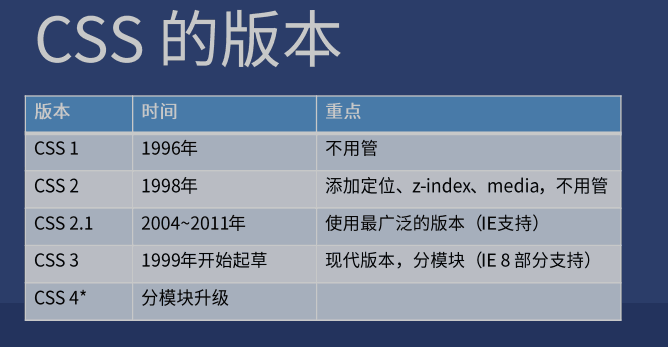 CSS 的版本
版本 时间 重点
CSS 1 1996年 不用管
CSS 2 1998年 添加定位、z-index、media，不用管
CSS 2.1 2004~2011年 使用最广泛的版本（IE支持）
CSS 3 1999年开始起草 现代版本，分模块（IE 8 部分支持）
CSS 4* 分模块升级